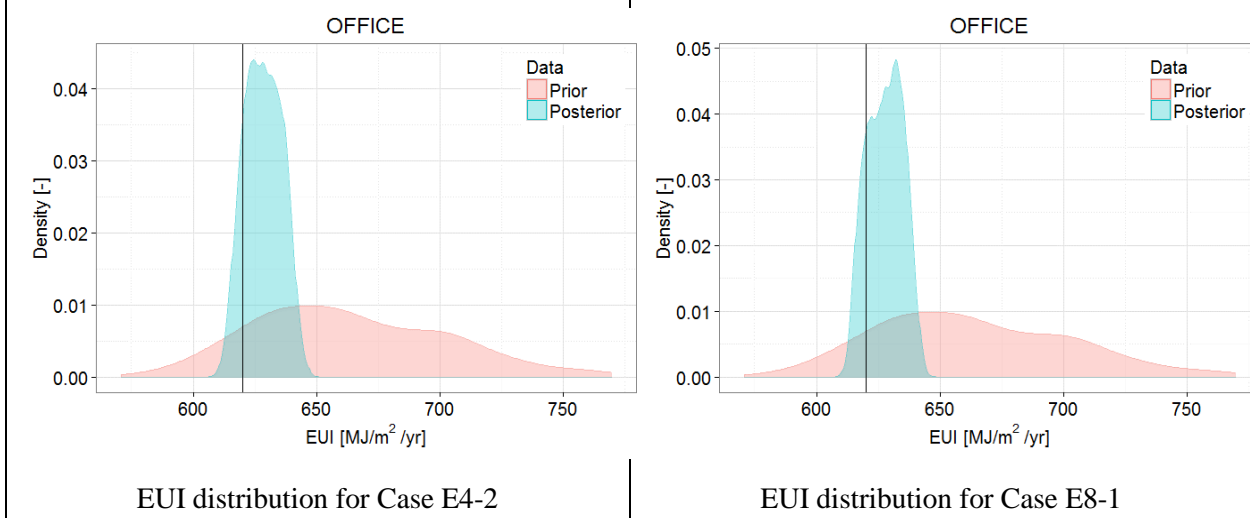 OFFICE
Data
Prior
Posterior
0.04
0.03
0.02
0.01
0.00
Density [-]
600 650 700 750
EUI [MJ/m² /yr]
EUI distribution for Case E4-2
OFFICE
Data
Prior
Posterior
0.05
0.04
0.03
0.02
0.01
0.00
Density [-]
600 650 700 750
EUI [MJ/m² /yr]
EUI distribution for Case E8-1